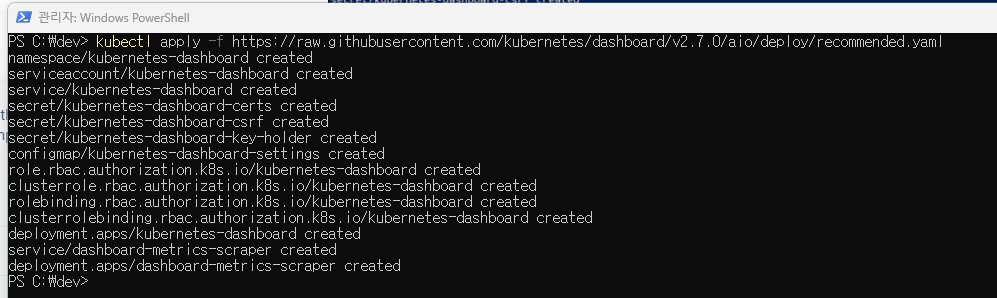 secret/kubernetes-dashboard-csrf created
관리자: Windows PowerShell
PS C:\dev> kubectl apply -f https://raw.githubusercontent.com/kubernetes/dashboard/v2.7.0/aio/deploy/recommended.yaml
namespace/kubernetes-dashboard created
serviceaccount/kubernetes-dashboard created
service/kubernetes-dashboard created
secret/kubernetes-dashboard-certs created
secret/kubernetes-dashboard-csrf created
secret/kubernetes-dashboard-key-holder created
configmap/kubernetes-dashboard-settings created
role.rbac.authorization.k8s.io/kubernetes-dashboard created
clusterrole.rbac.authorization.k8s.io/kubernetes-dashboard created
rolebinding.rbac.authorization.k8s.io/kubernetes-dashboard created
clusterrolebinding.rbac.authorization.k8s.io/kubernetes-dashboard created
deployment.apps/kubernetes-dashboard created
service/dashboard-metrics-scraper created
deployment.apps/dashboard-metrics-scraper created
PS C:\dev>